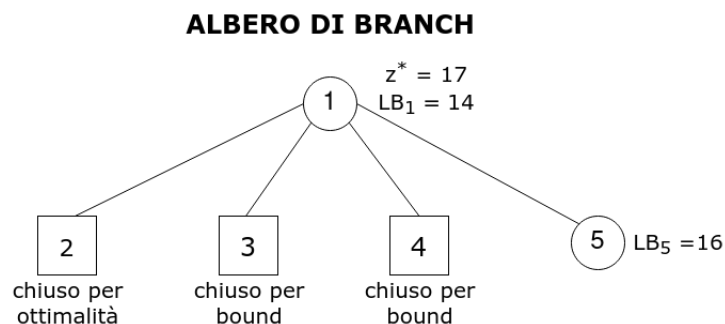 ALBERO DI BRANCH
z* = 17
1
LB1 = 14
2
3
4
5
LB5 =16
chiuso per
ottimalità
chiuso per
bound
chiuso per
bound